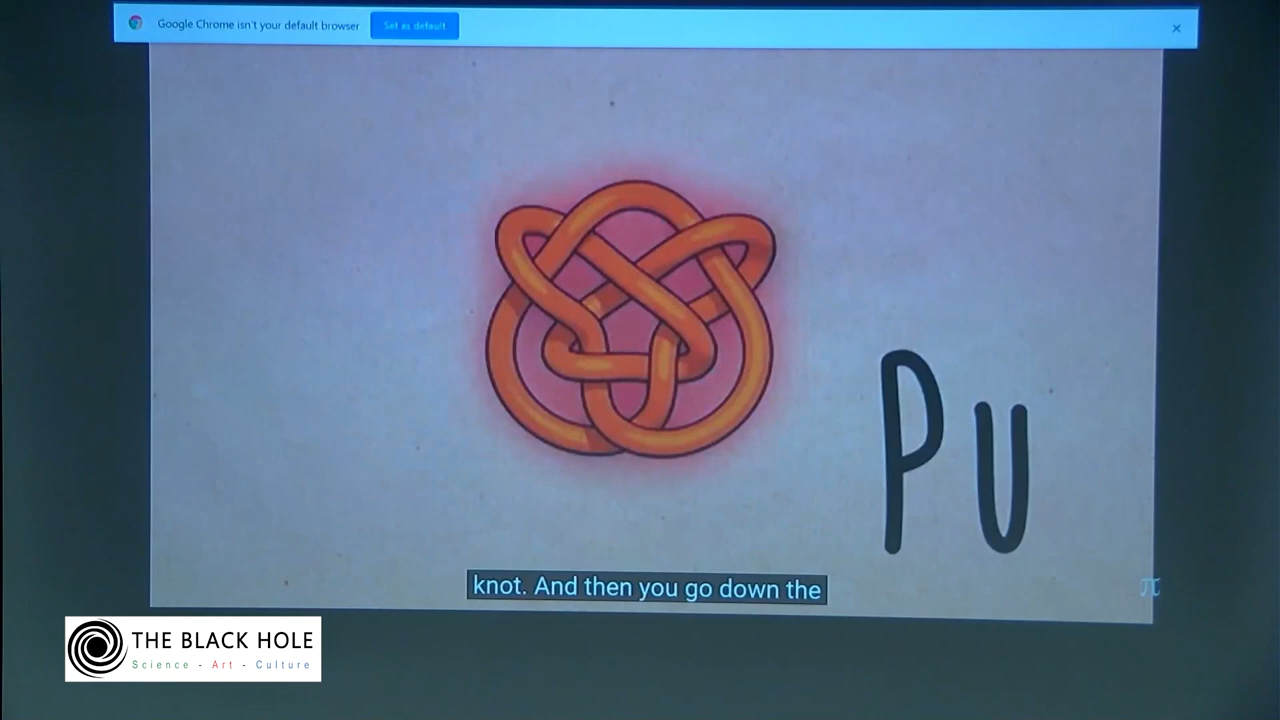 Google Chrome isn't your default browser
Set as default
×
Pu
knot. And then you go down the
π
THE BLACK HOLE
Science - Art - Culture